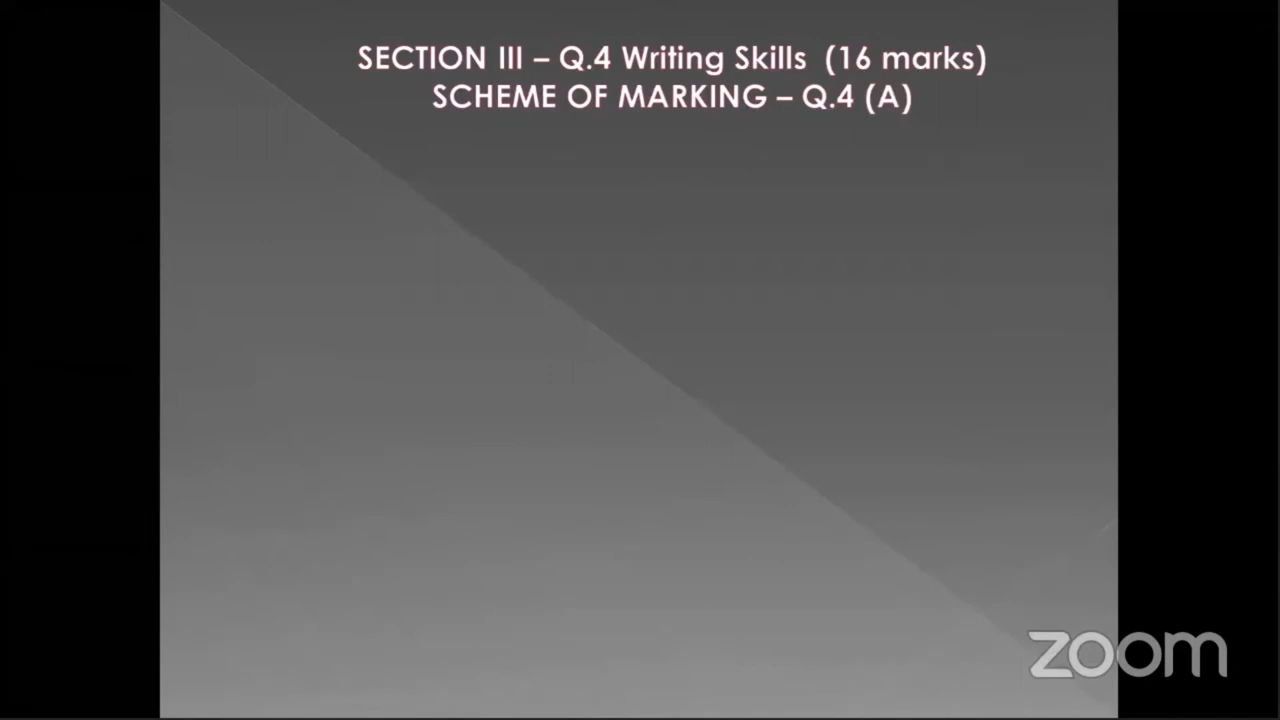 SECTION III – Q.4 Writing Skills (16 marks)
SCHEME OF MARKING – Q.4 (A)
zoom